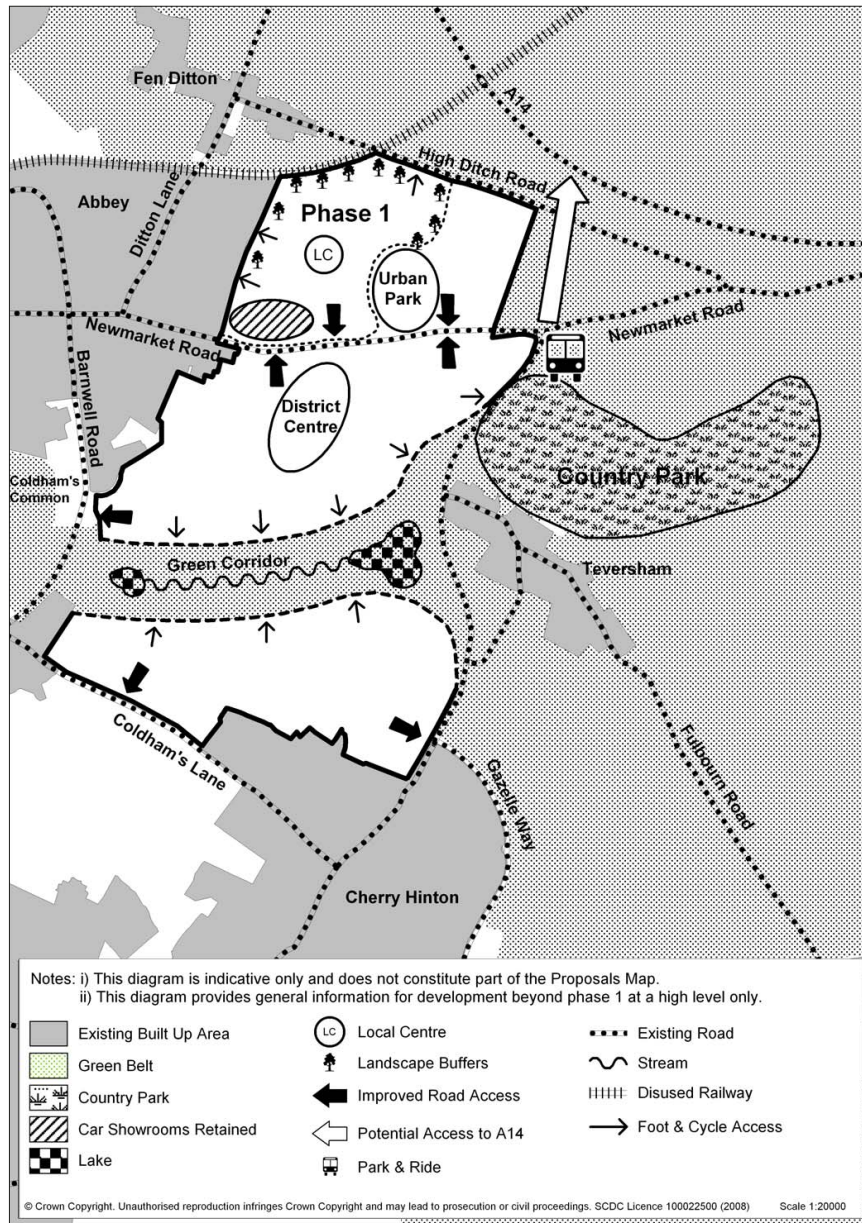 Fen Ditton
A14
High Ditch Road
Abbey
Ditton Lane
Phase 1
LC
Urban
Park
Newmarket Road
Newmarket Road
Barnwell Road
District
Centre
Coldham's
Common
Country Park
Green Corridor
Teversham
Coldham's Lane
Gazelle Way
Fulbourn Road
Cherry Hinton
Notes: i) This diagram is indicative only and does not constitute part of the Proposals Map.
ii) This diagram provides general information for development beyond phase 1 at a high level only.
Existing Built Up Area
Green Belt
Country Park
Car Showrooms Retained
Lake
LC Local Centre
Landscape Buffers
Improved Road Access
Potential Access to A14
Park & Ride
Existing Road
Stream
Disused Railway
Foot & Cycle Access
© Crown Copyright. Unauthorised reproduction infringes Crown Copyright and may lead to prosecution or civil proceedings. SCDC Licence 100022500 (2008) Scale 1:20000